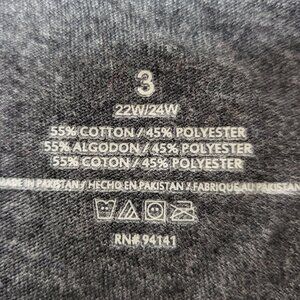 3
22W/24W
55% COTTON / 45% POLYESTER
55% ALGODON / 45% POLYESTER
55% COTON / 45% POLYESTER
MADE IN PAKISTAN / HECHO EN PAKISTAN / FABRIQUE AU PAKISTAN
RN# 94141